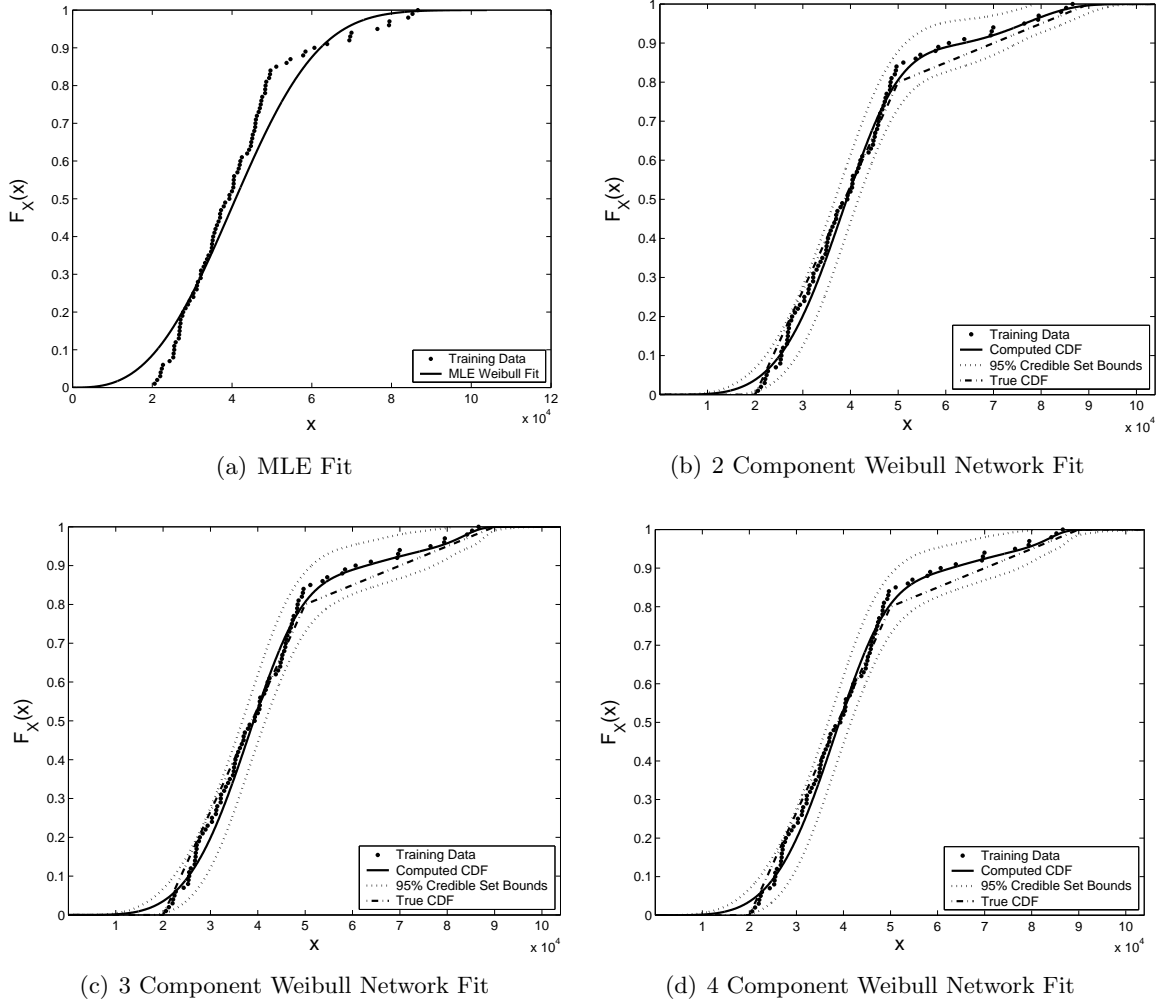 1
0.9
0.8
0.7
0.6
0.5
0.4
0.3
0.2
0.1
0
F_X(x)
0 2 4 6 8 10 12
x 10⁴
x
Training Data
MLE Weibull Fit
(a) MLE Fit
1
0.9
0.8
0.7
0.6
0.5
0.4
0.3
0.2
0.1
0
F_X(x)
1 2 3 4 5 6 7 8 9 10
x 10⁴
x
Training Data
Computed CDF
95% Credible Set Bounds
True CDF
(b) 2 Component Weibull Network Fit
1
0.9
0.8
0.7
0.6
0.5
0.4
0.3
0.2
0.1
0
F_X(x)
1 2 3 4 5 6 7 8 9 10
x 10⁴
x
Training Data
Computed CDF
95% Credible Set Bounds
True CDF
(c) 3 Component Weibull Network Fit
1
0.9
0.8
0.7
0.6
0.5
0.4
0.3
0.2
0.1
0
F_X(x)
1 2 3 4 5 6 7 8 9 10
x 10⁴
x
Training Data
Computed CDF
95% Credible Set Bounds
True CDF
(d) 4 Component Weibull Network Fit